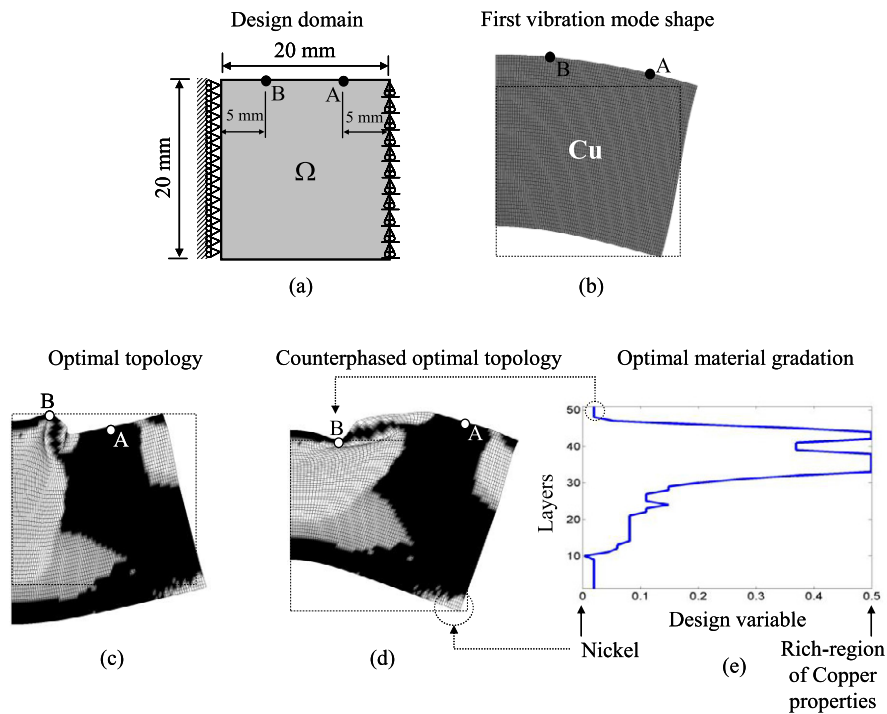 Design domain
20 mm
B
A
5 mm
5 mm
20 mm
Ω
(a)
First vibration mode shape
B
A
Cu
(b)
Optimal topology
B
A
(c)
Counterphased optimal topology
B
A
(d)
Optimal material gradation
50
40
30
20
10
Layers
0
0.1
0.2
0.3
0.4
0.5
Design variable
Nickel
(e)
Rich-region
of Copper
properties